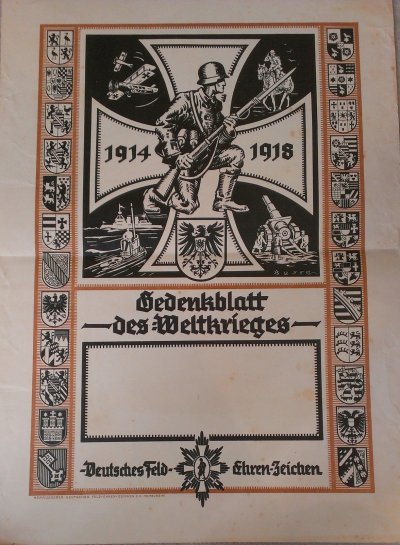 1914 1918
Gedenkblatt
des Weltkrieges
Deutsches Feld- Ehren-Zeichen